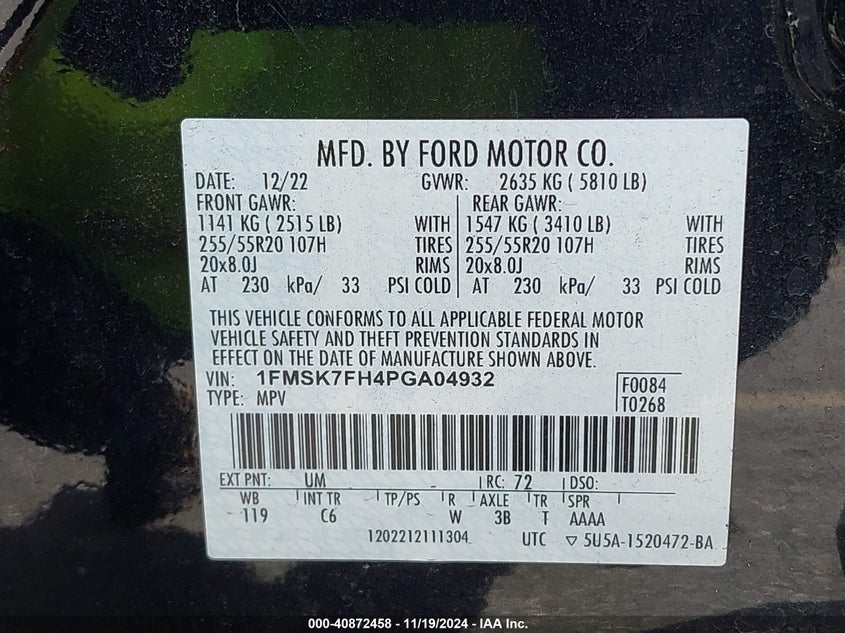 MFD. BY FORD MOTOR CO.
DATE: 12/22 GVWR: 2635 KG ( 5810 LB)
FRONT GAWR: REAR GAWR:
1141 KG ( 2515 LB) WITH 1547 KG ( 3410 LB) WITH
255/55R20 107H TIRES 255/55R20 107H TIRES
20x8.0J RIMS 20x8.0J RIMS
AT 230 kPa/ 33 PSI COLD AT 230 kPa/ 33 PSI COLD
THIS VEHICLE CONFORMS TO ALL APPLICABLE FEDERAL MOTOR
VEHICLE SAFETY AND THEFT PREVENTION STANDARDS IN
EFFECT ON THE DATE OF MANUFACTURE SHOWN ABOVE.
VIN: 1FMSK7FH4PGA04932 F0084
TYPE: MPV T0268
EXT PNT: UM RC: 72 DSO:
WB INT TR TP/PS R AXLE TR SPR
119 C6 W 3B T AAAA
1202212111304 UTC ▽ 5U5A-1520472-BA
000-40872458 - 11/19/2024 - IAA Inc.